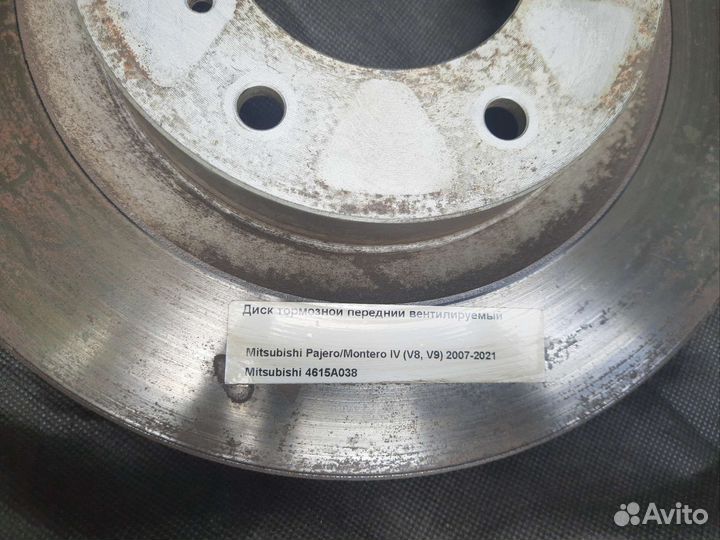 Диск тормозной передний вентилируемый
Mitsubishi Pajero/Montero IV (V8, V9) 2007-2021
Mitsubishi 4615A038
Avito